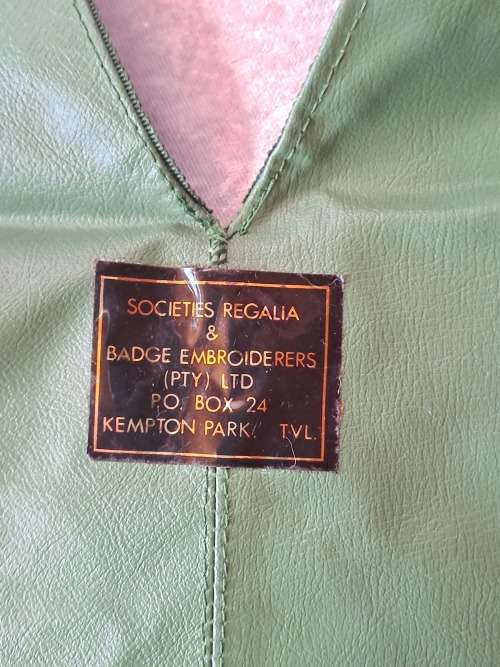 SOCIETIES REGALIA
&
BADGE EMBROIDERERS
(PTY) LTD
P.O. BOX 24
KEMPTON PARK. TVL.